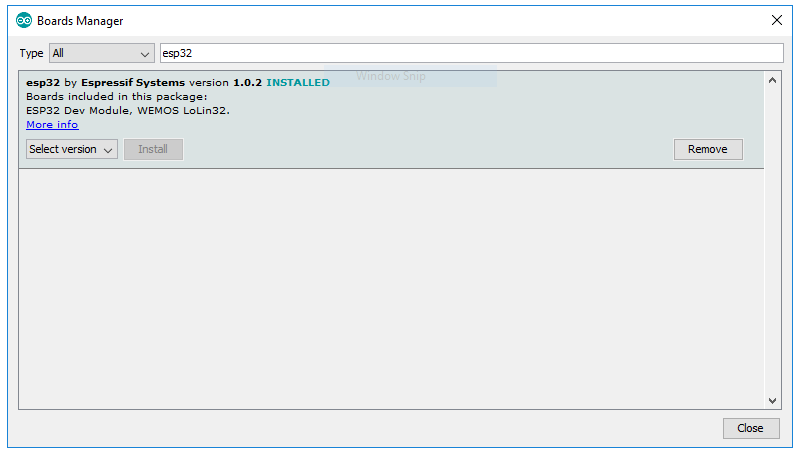 Boards Manager
Type All esp32
Window Snip
esp32 by Espressif Systems version 1.0.2 INSTALLED
Boards included in this package:
ESP32 Dev Module, WEMOS LoLin32.
More info
Select version Install Remove
Close